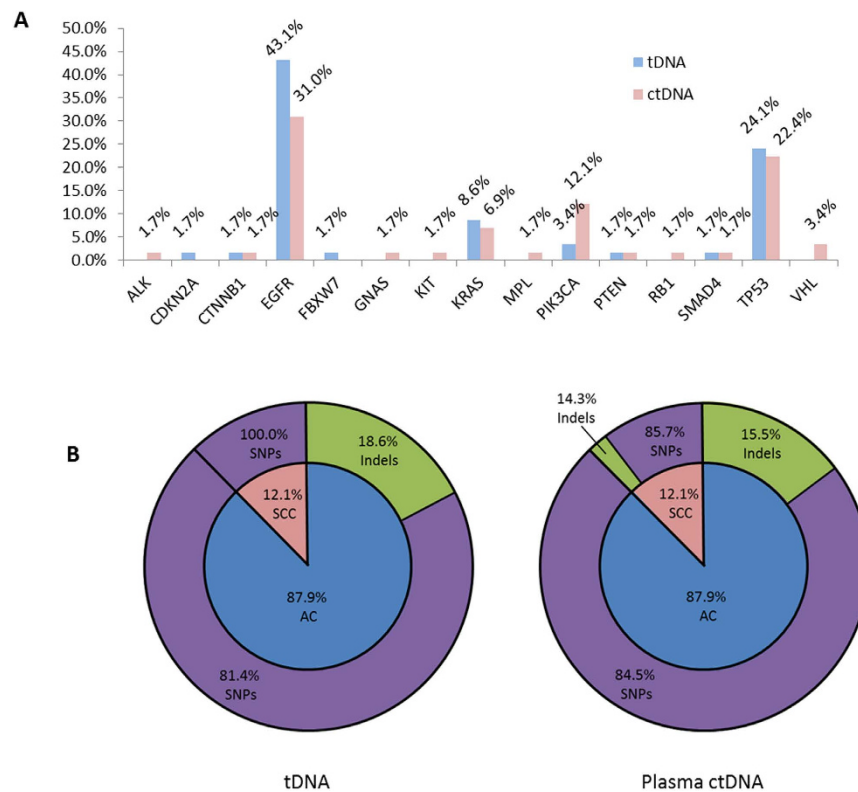 A
50.0%
45.0%
40.0%
35.0%
30.0%
25.0%
20.0%
15.0%
10.0%
5.0%
0.0%
1.7%
1.7%
1.7%
1.7%
43.1%
31.0%
1.7%
1.7%
1.7%
8.6%
6.9%
1.7%
3.4%
12.1%
1.7%
1.7%
1.7%
1.7%
1.7%
24.1%
22.4%
3.4%
tDNA
ctDNA
ALK
CDKN2A
CTNNB1
EGFR
FBXW7
GNAS
KIT
KRAS
MPL
PIK3CA
PTEN
RB1
SMAD4
TP53
VHL
B
100.0%
SNPs
18.6%
Indels
12.1%
SCC
87.9%
AC
81.4%
SNPs
tDNA
14.3%
Indels
85.7%
SNPs
15.5%
Indels
12.1%
SCC
87.9%
AC
84.5%
SNPs
Plasma ctDNA